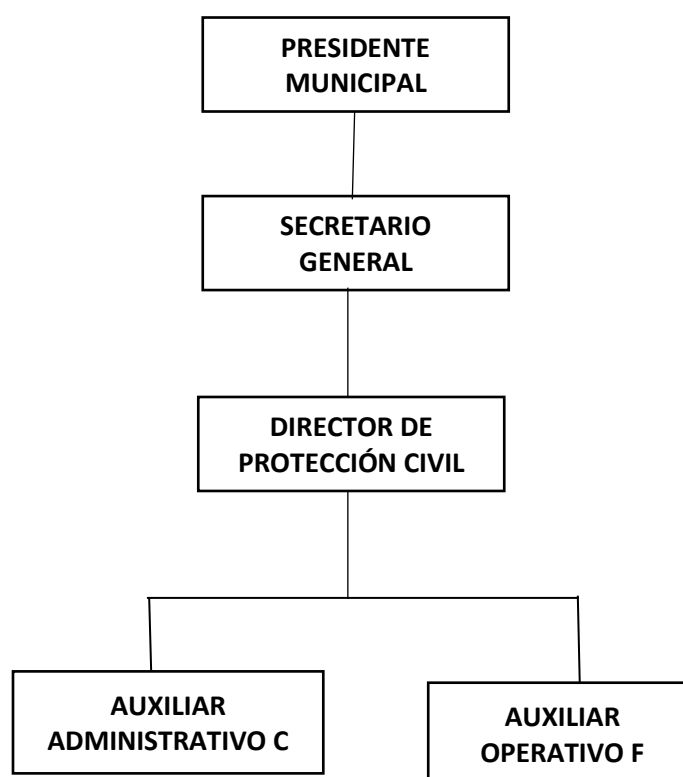 PRESIDENTE
MUNICIPAL
SECRETARIO
GENERAL
DIRECTOR DE
PROTECCIÓN CIVIL
AUXILIAR
ADMINISTRATIVO C
AUXILIAR
OPERATIVO F